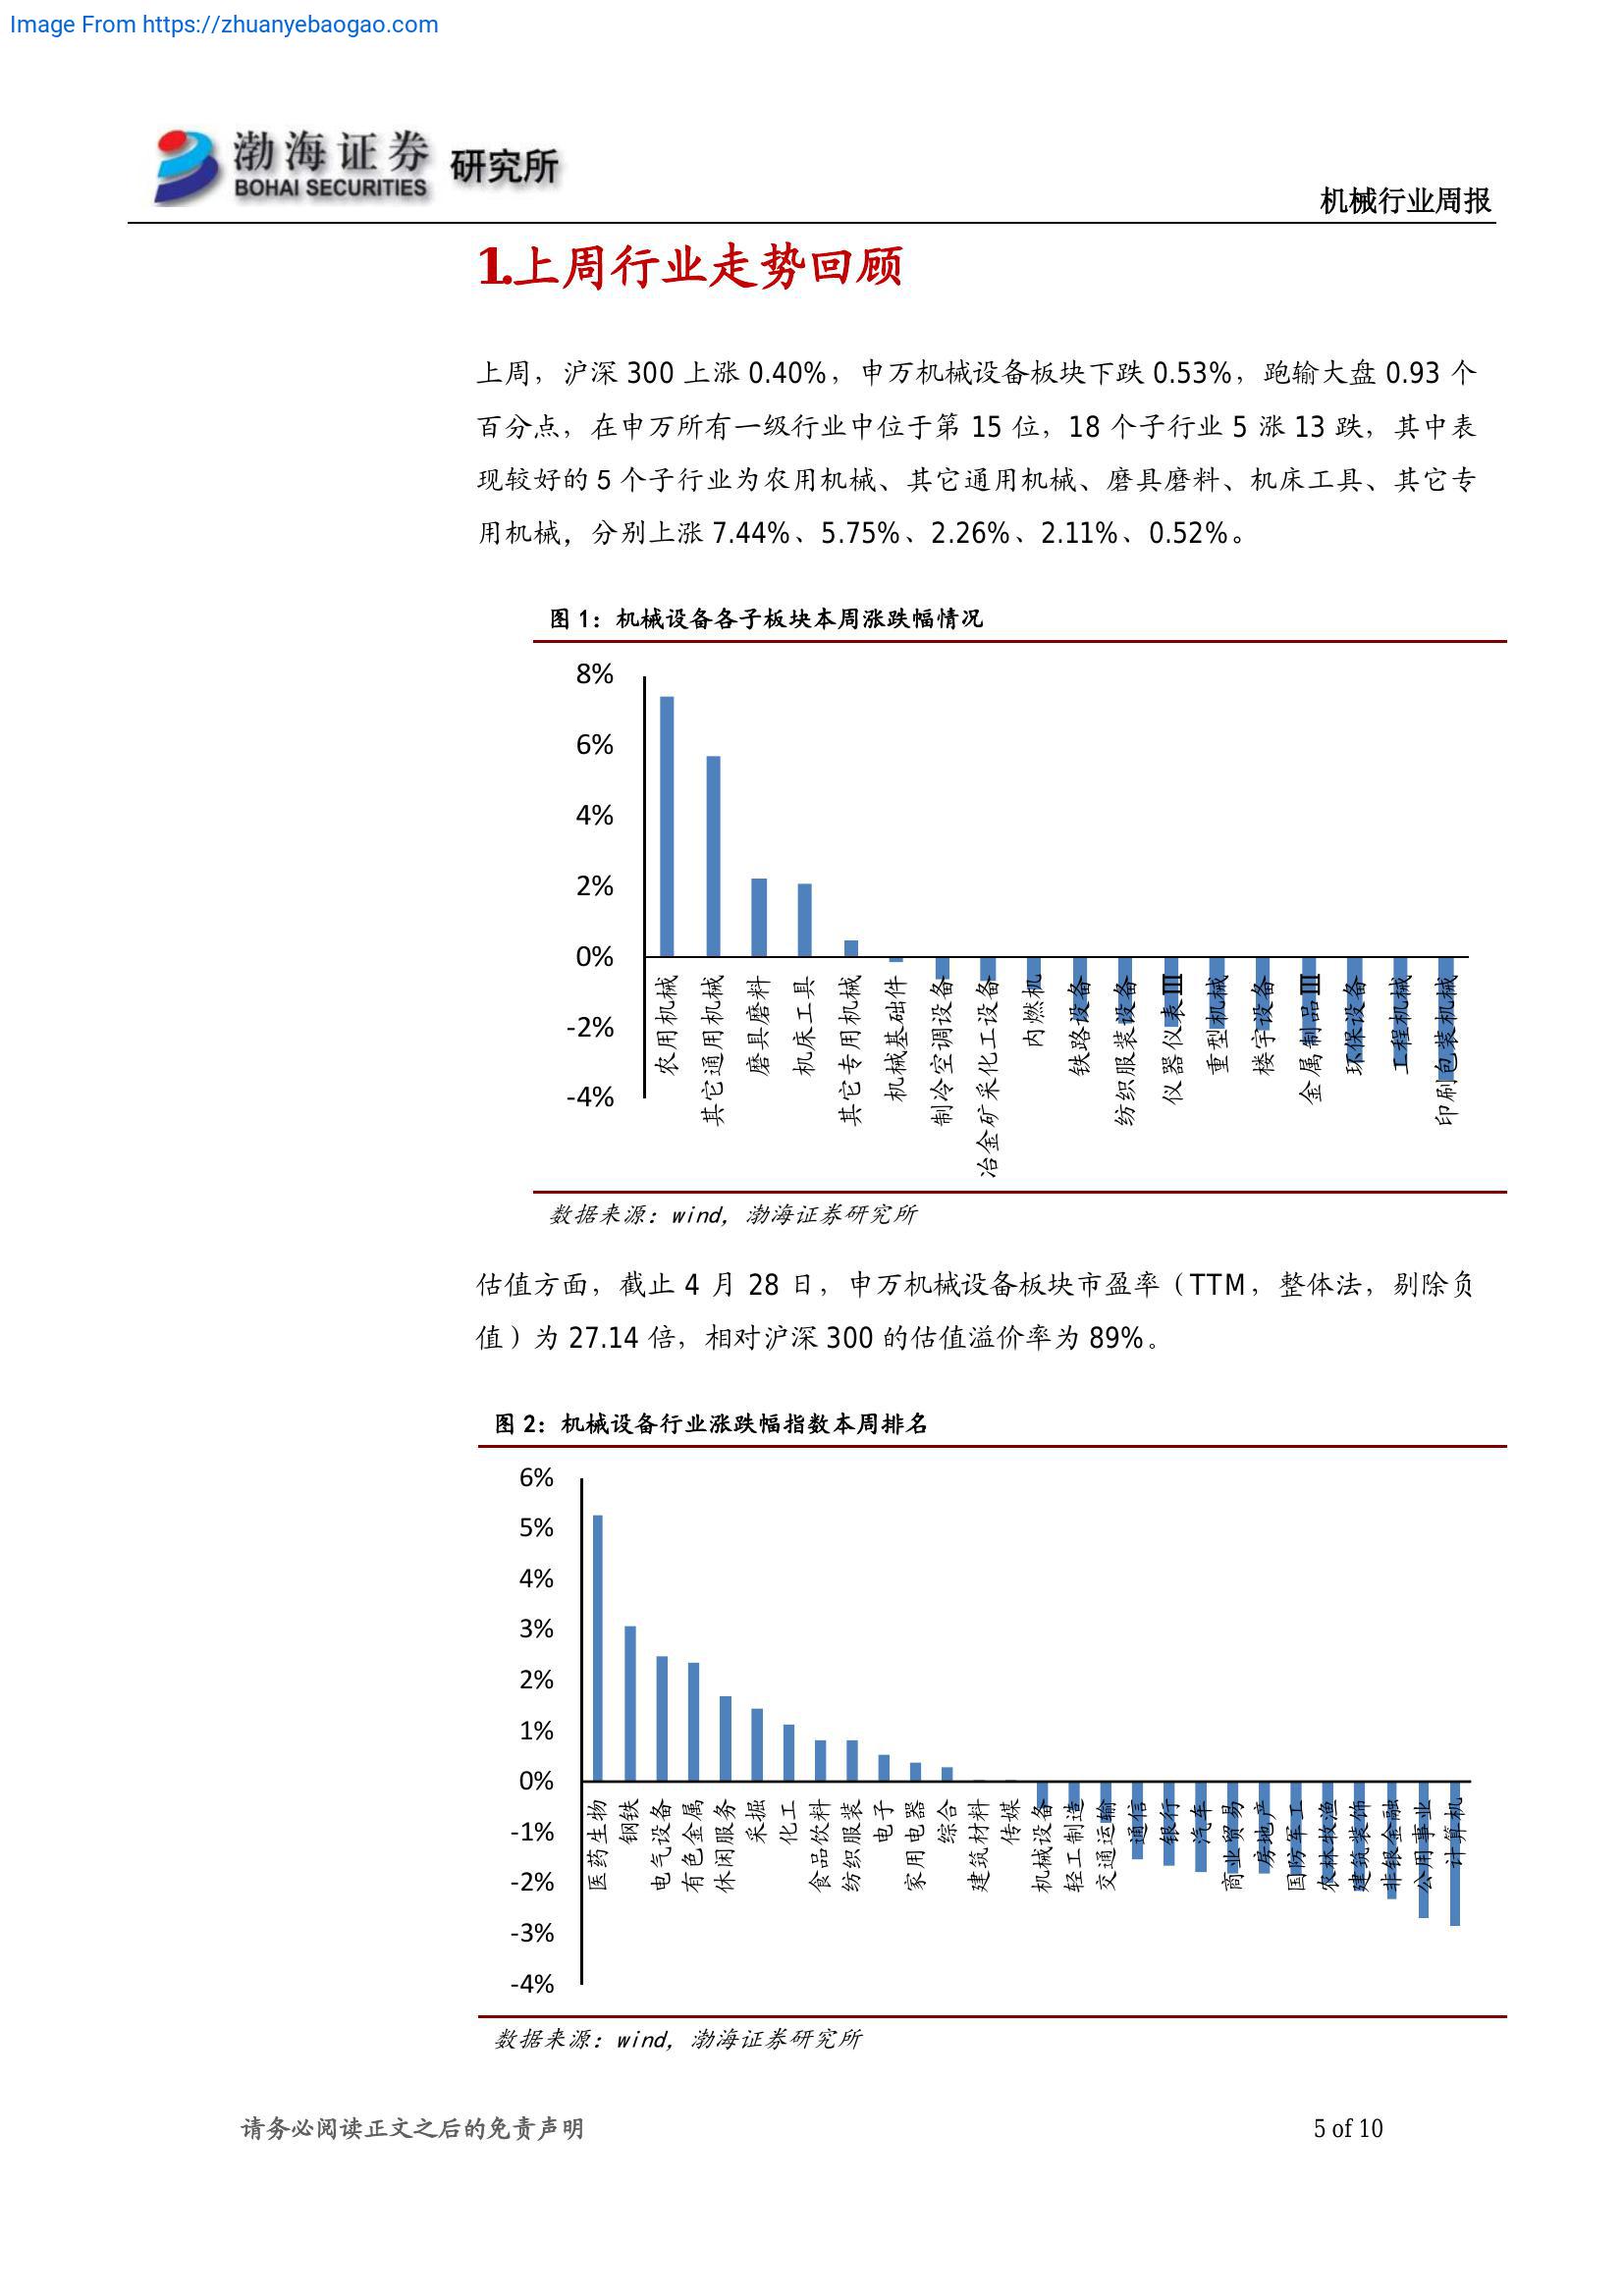 Image From https://zhuanyebaogao.com
渤海证券 研究所
BOHAI SECURITIES
机械行业周报
1.上周行业走势回顾
上周，沪深 300 上涨 0.40%，申万机械设备板块下跌 0.53%，跑输大盘 0.93 个
百分点，在申万所有一级行业中位于第 15 位，18 个子行业 5 涨 13 跌，其中表
现较好的 5 个子行业为农用机械、其它通用机械、磨具磨料、机床工具、其它专
用机械，分别上涨 7.44%、5.75%、2.26%、2.11%、0.52%。
图 1：机械设备各子板块本周涨跌幅情况
8%
6%
4%
2%
0%
-2%
-4%
农用机械
其它通用机械
磨具磨料
机床工具
其它专用机械
机械基础件
制冷空调设备
冶金矿采化工设备
内燃机
铁路设备
纺织服装设备
仪器仪表III
重型机械
楼宇设备
金属制品III
环保设备
工程机械
印刷包装机械
数据来源：wind，渤海证券研究所
估值方面，截止 4 月 28 日，申万机械设备板块市盈率（TTM，整体法，剔除负
值）为 27.14 倍，相对沪深 300 的估值溢价率为 89%。
图 2：机械设备行业涨跌幅指数本周排名
6%
5%
4%
3%
2%
1%
0%
-1%
-2%
-3%
-4%
医药生物
钢铁
电气设备
有色金属
休闲服务
采掘
化工
食品饮料
纺织服装
电子
家用电器
综合
建筑材料
传媒
机械设备
轻工制造
交通运输
通信
银行
汽车
商业贸易
房地产
国防军工
农林牧渔
建筑装饰
非银金融
公用事业
计算机
数据来源：wind，渤海证券研究所
请务必阅读正文之后的免责声明
5 of 10